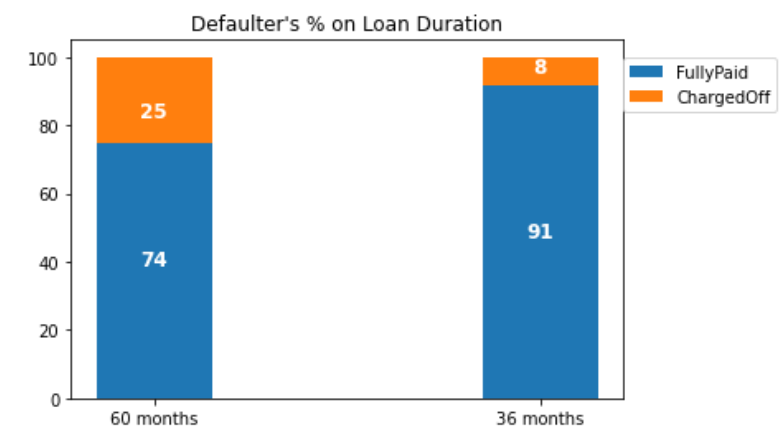 Defaulter's % on Loan Duration
100
80
60
40
20
0
25
74
8
91
60 months
36 months
FullyPaid
ChargedOff